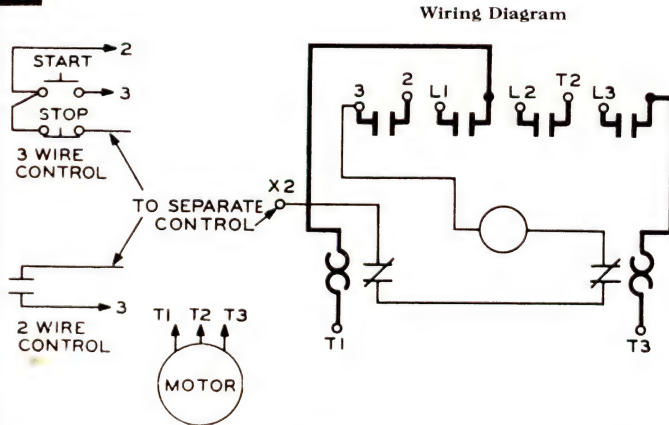 Wiring Diagram
2
START
3
STOP
3 WIRE
CONTROL
TO SEPARATE
CONTROL
X2
3
2 WIRE
CONTROL
T1 T2 T3
MOTOR
3 2 L1 L2 T2 L3
T1 T3